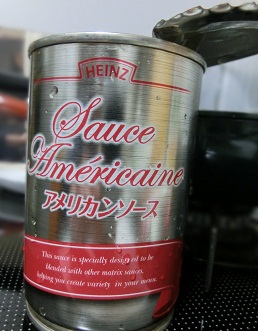 HEINZ
Sauce
Américaine
アメリカンソース
This sauce is specially designed to be
blended with other matrix sauces,
helping you create variety in your menu.